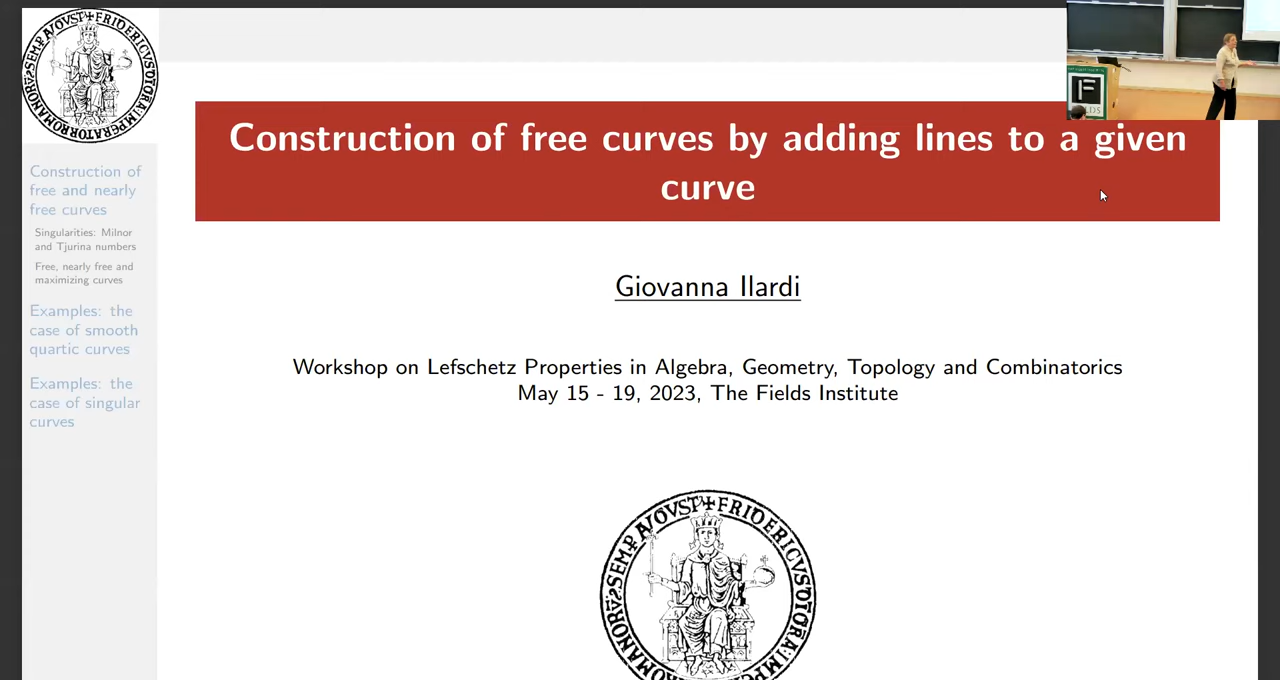 Construction of
free and nearly
free curves
Singularities: Milnor
and Tjurina numbers
Free, nearly free and
maximizing curves
Examples: the
case of smooth
quartic curves
Examples: the
case of singular
curves
Construction of free curves by adding lines to a given
curve
Giovanna Ilardi
Workshop on Lefschetz Properties in Algebra, Geometry, Topology and Combinatorics
May 15 - 19, 2023, The Fields Institute